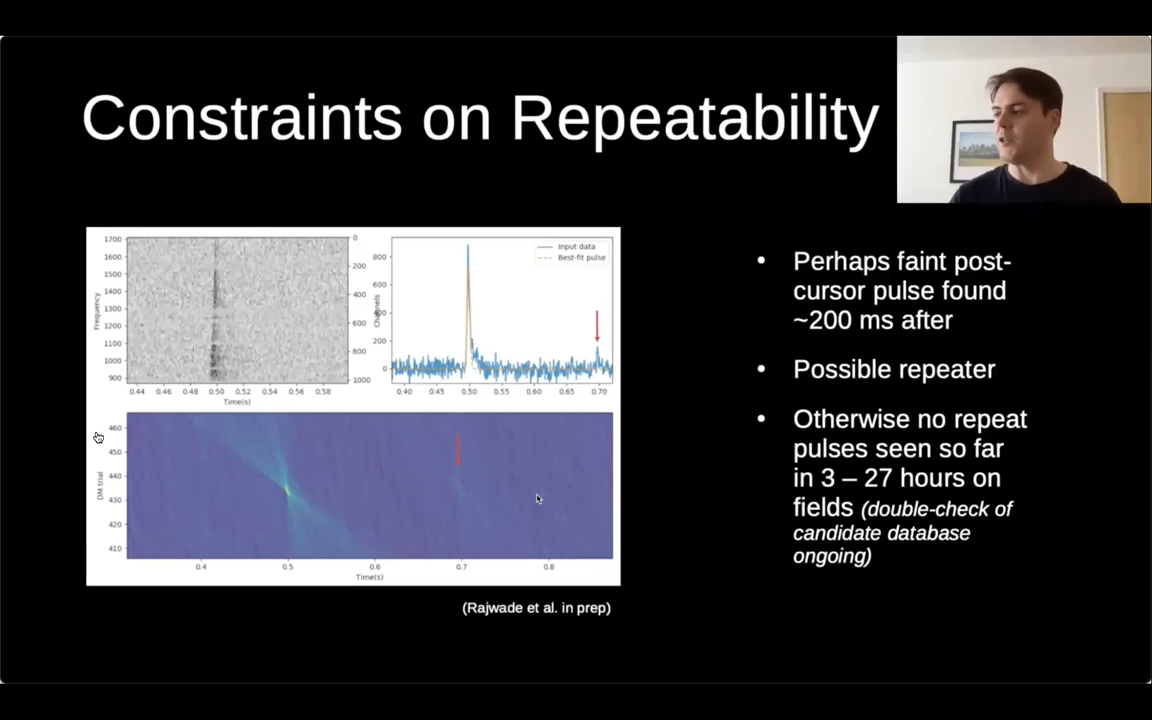 Constraints on Repeatability
1700
1600
1500
1400
1300
1200
1100
1000
900
Frequency
0
200
400
600
800
1000
Channels
0.44 0.46 0.48 0.50 0.52 0.54 0.56 0.58
Time(s)
800
600
400
200
0
Input data
Best-fit pulse
0.40 0.45 0.50 0.55 0.60 0.65 0.70
460
450
440
430
420
410
DM trial
0.4 0.5 0.6 0.7 0.8
Time(s)
(Rajwade et al. in prep)
• Perhaps faint post-
cursor pulse found
~200 ms after
• Possible repeater
• Otherwise no repeat
pulses seen so far
in 3 – 27 hours on
fields (double-check of
candidate database
ongoing)